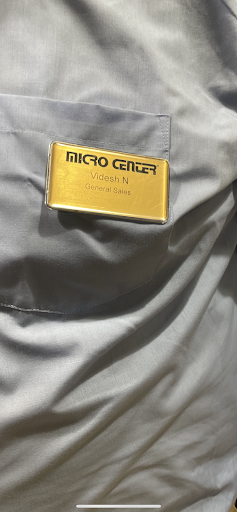 MICRO CENTER
Videsh N
General Sales